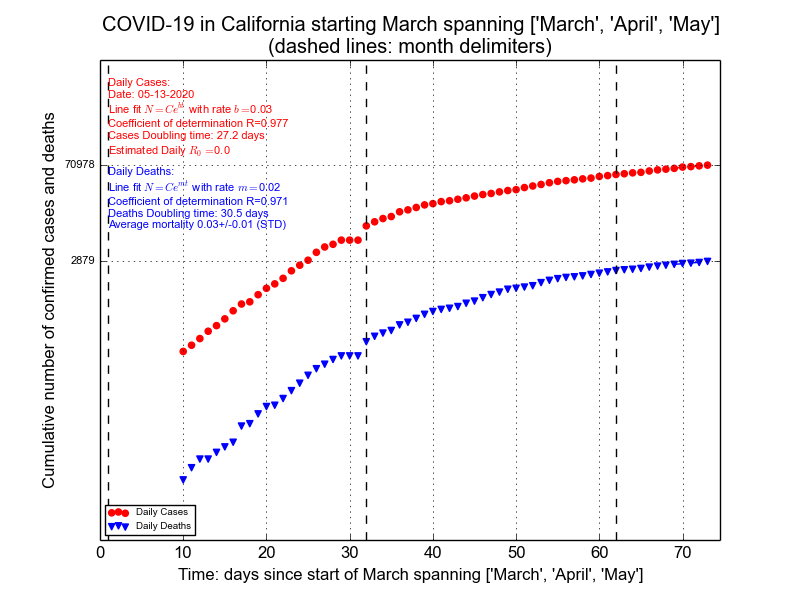 COVID-19 in California starting March spanning ['March', 'April', 'May']
(dashed lines: month delimiters)
Daily Cases:
Date: 05-13-2020
Line fit N = Ce^{bt} with rate b =0.03
Coefficient of determination R=0.977
Cases Doubling time: 27.2 days
Estimated Daily R_0 =0.0
Daily Deaths:
Line fit N = Ce^{mt} with rate m =0.02
Coefficient of determination R=0.971
Deaths Doubling time: 30.5 days
Average mortality 0.03+/-0.01 (STD)
70978
2879
Cumulative number of confirmed cases and deaths
Daily Cases
Daily Deaths
0 10 20 30 40 50 60 70
Time: days since start of March spanning ['March', 'April', 'May']